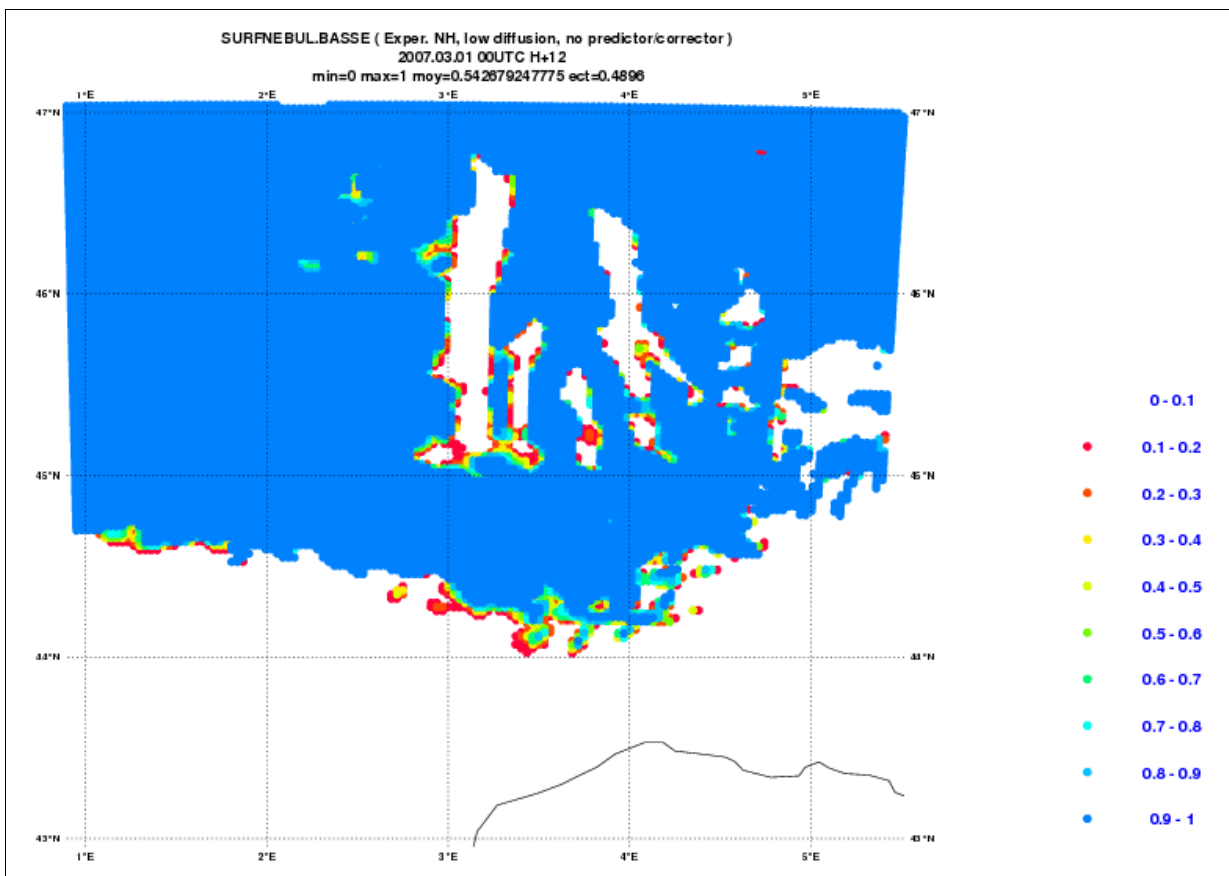 SURFNEBUL.BASSE ( Exper. NH, low diffusion, no predictor/corrector )
2007.03.01 00UTC H+12
min=0 max=1 moy=0.542679247775 ect=0.4896
1°E 2°E 3°E 4°E 5°E
47°N 47°N
46°N 46°N
45°N 45°N
44°N 44°N
43°N 43°N
1°E 2°E 3°E 4°E 5°E
0 - 0.1
0.1 - 0.2
0.2 - 0.3
0.3 - 0.4
0.4 - 0.5
0.5 - 0.6
0.6 - 0.7
0.7 - 0.8
0.8 - 0.9
0.9 - 1